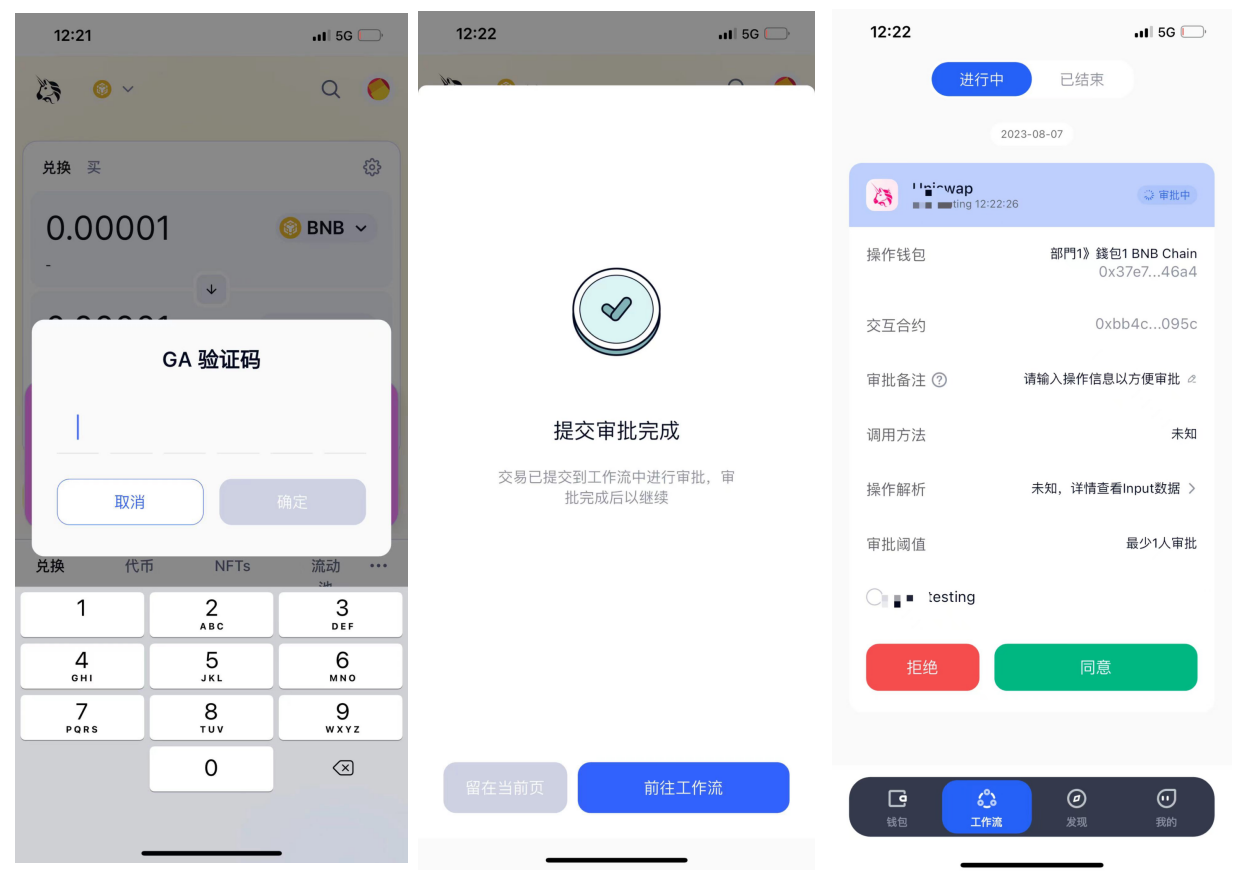 12:21
5G
兑换 买
0.00001
BNB
-
GA 验证码
取消
确定
兑换
代币
NFTs
流动
1
2
ABC
3
DEF
4
GHI
5
JKL
6
MNO
7
PQRS
8
TUV
9
WXYZ
0
12:22
5G
提交审批完成
交易已提交到工作流中进行审批，审
批完成后以继续
留在当前页
前往工作流
12:22
5G
进行中
已结束
2023-08-07
Uniswap
审批中
ting 12:22:26
操作钱包
部門1》錢包1 BNB Chain
0x37e7...46a4
交互合约
0xbb4c...095c
审批备注
请输入操作信息以方便审批
调用方法
未知
操作解析
未知，详情查看Input数据 >
审批阈值
最少1人审批
testing
拒绝
同意
钱包
工作流
发现
我的